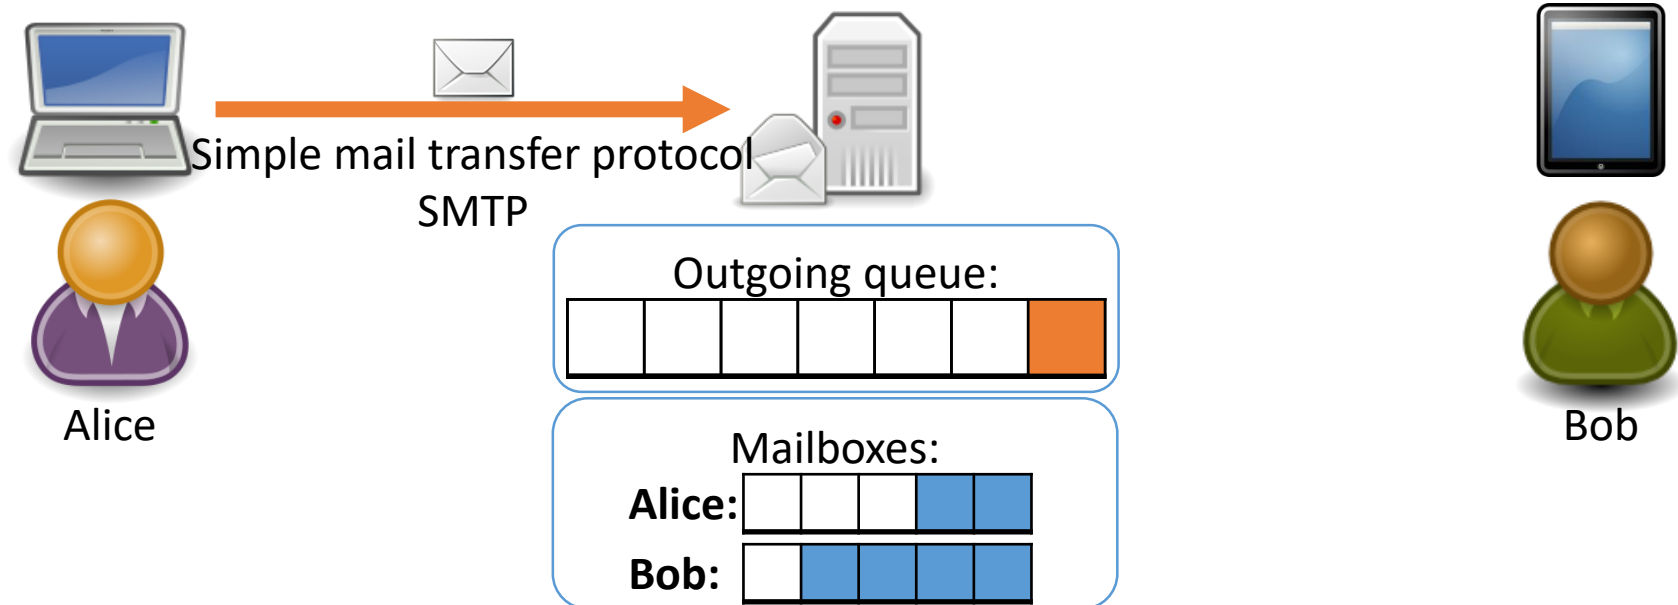 Simple mail transfer protocol
SMTP
Outgoing queue:
Alice
Bob
Mailboxes:
Alice:
Bob: